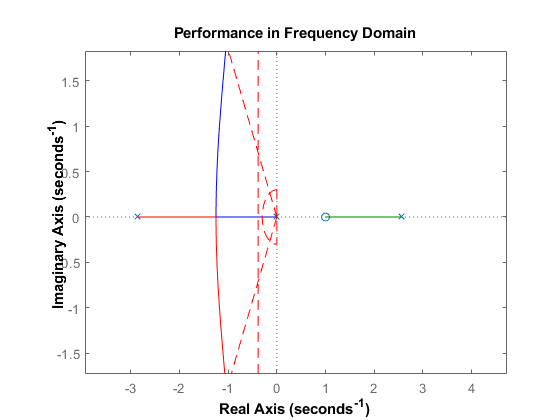 Performance in Frequency Domain
Imaginary Axis (seconds⁻¹)
1.5
1
0.5
0
-0.5
-1
-1.5
-3 -2 -1 0 1 2 3 4
Real Axis (seconds⁻¹)